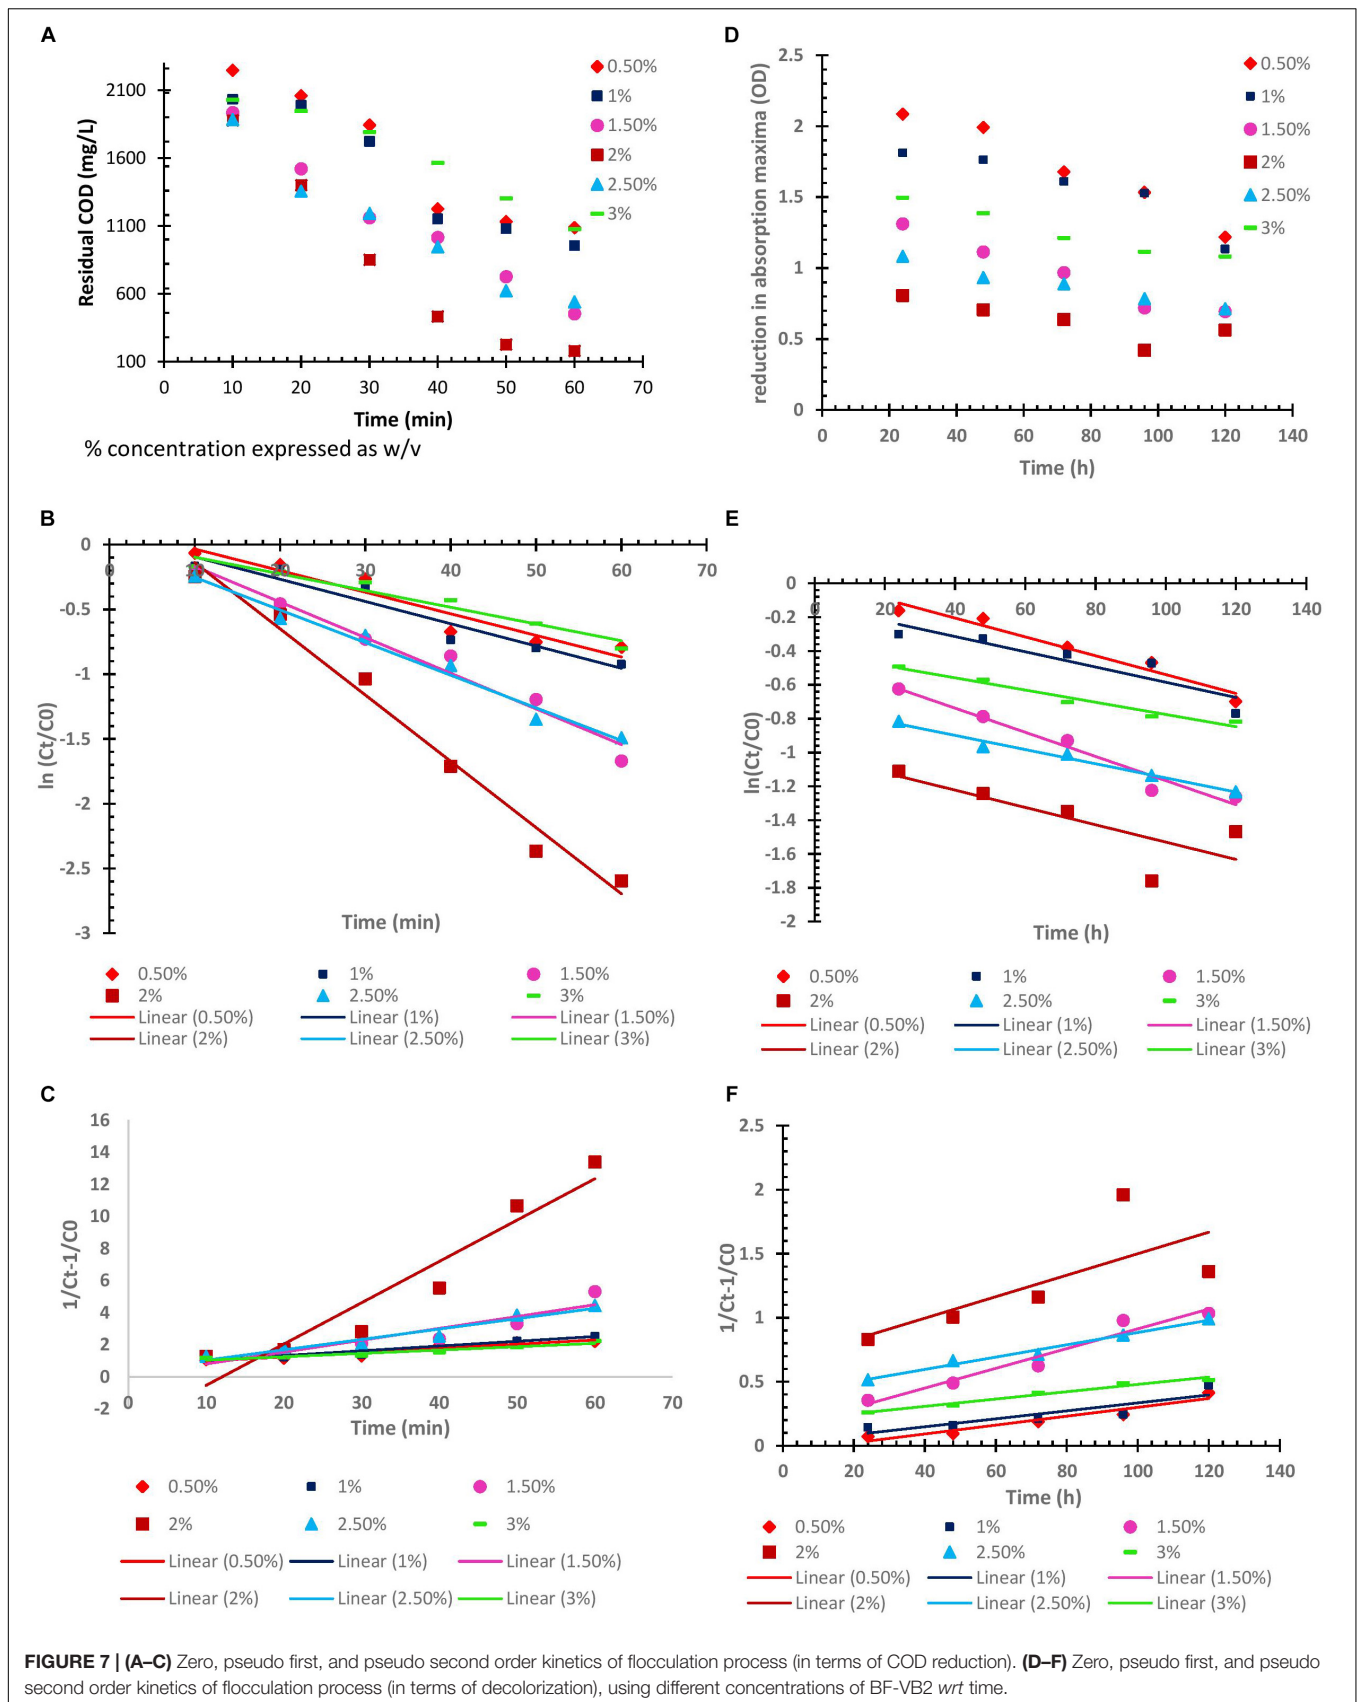 A
2100
1600
1100
600
100
Residual COD (mg/L)
0 10 20 30 40 50 60 70
Time (min)
0.50%
1%
1.50%
2%
2.50%
3%
% concentration expressed as w/v
D
2.5
2
1.5
1
0.5
0
reduction in absorption maxima (OD)
0 20 40 60 80 100 120 140
Time (h)
0.50%
1%
1.50%
2%
2.50%
3%
B
0
-0.5
-1
-1.5
-2
-2.5
-3
ln (Ct/C0)
0 10 20 30 40 50 60 70
Time (min)
0.50% 1% 1.50%
2% 2.50% 3%
Linear (0.50%) Linear (1%) Linear (1.50%)
Linear (2%) Linear (2.50%) Linear (3%)
E
0
-0.2
-0.4
-0.6
-0.8
-1
-1.2
-1.4
-1.6
-1.8
-2
ln(Ct/C0)
0 20 40 60 80 100 120 140
Time (h)
0.50% 1% 1.50%
2% 2.50% 3%
Linear (0.50%) Linear (1%) Linear (1.50%)
Linear (2%) Linear (2.50%) Linear (3%)
C
16
14
12
10
8
6
4
2
0
-2
1/Ct-1/C0
0 10 20 30 40 50 60 70
Time (min)
0.50% 1% 1.50%
2% 2.50% 3%
Linear (0.50%) Linear (1%) Linear (1.50%)
Linear (2%) Linear (2.50%) Linear (3%)
F
2.5
2
1.5
1
0.5
0
1/Ct-1/C0
0 20 40 60 80 100 120 140
Time (h)
0.50% 1% 1.50%
2% 2.50% 3%
Linear (0.50%) Linear (1%) Linear (1.50%)
Linear (2%) Linear (2.50%) Linear (3%)
FIGURE 7 | (A–C) Zero, pseudo first, and pseudo second order kinetics of flocculation process (in terms of COD reduction). (D–F) Zero, pseudo first, and pseudo
second order kinetics of flocculation process (in terms of decolorization), using different concentrations of BF-VB2 wrt time.